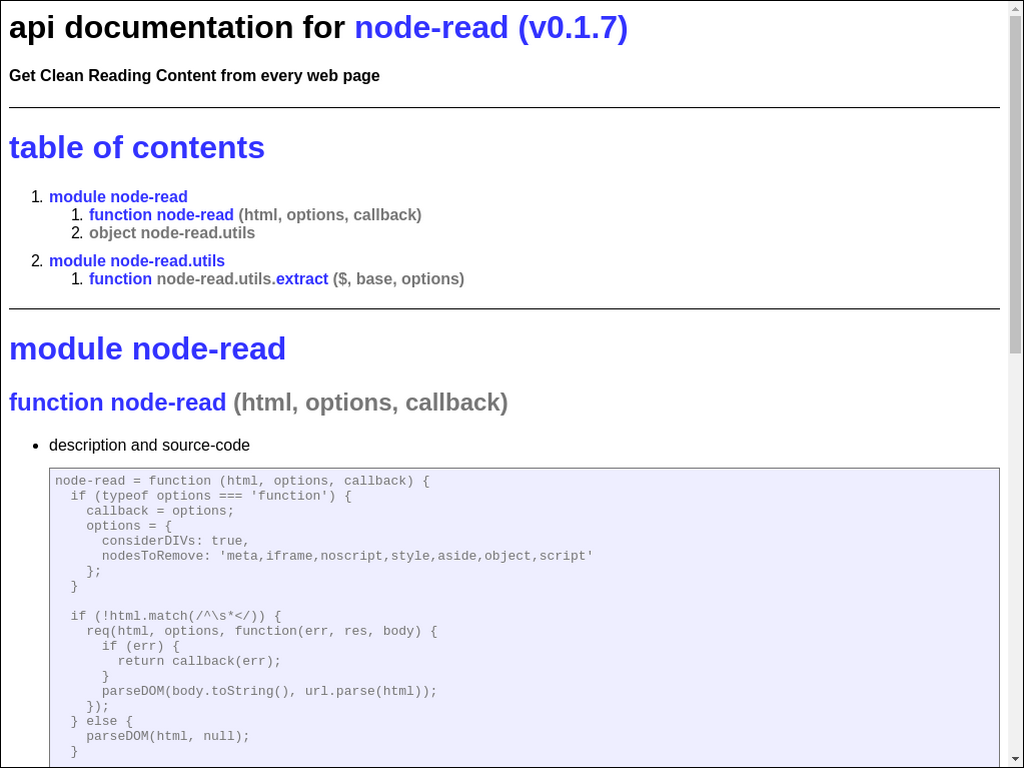 api documentation for node-read (v0.1.7)
Get Clean Reading Content from every web page
table of contents
1. module node-read
1. function node-read (html, options, callback)
2. object node-read.utils
2. module node-read.utils
1. function node-read.utils.extract ($, base, options)
module node-read
function node-read (html, options, callback)
• description and source-code
node-read = function (html, options, callback) {
  if (typeof options === 'function') {
    callback = options;
    options = {
      considerDIVs: true,
      nodesToRemove: 'meta,iframe,noscript,style,aside,object,script'
    };
  }
  if (!html.match(/^\s*</)) {
    req(html, options, function(err, res, body) {
      if (err) {
        return callback(err);
      }
      parseDOM(body.toString(), url.parse(html));
    });
  } else {
    parseDOM(html, null);
  }